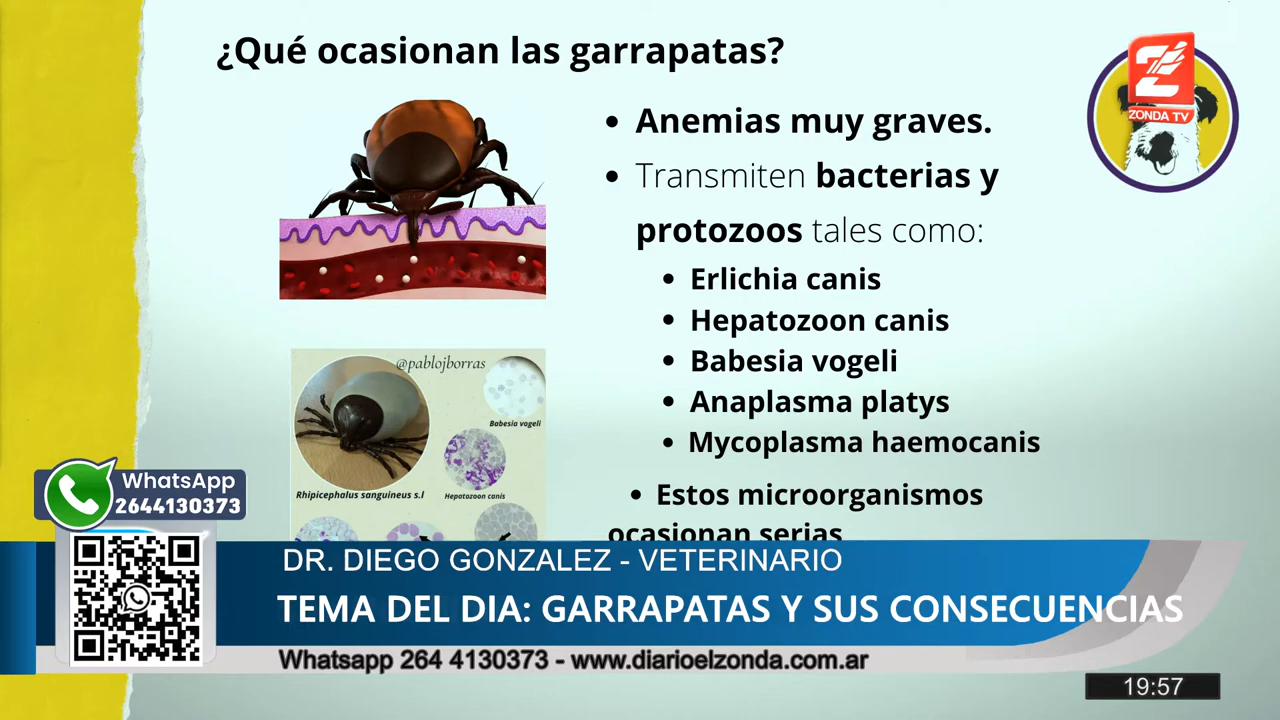 ¿Qué ocasionan las garrapatas?
Anemias muy graves.
Transmiten bacterias y
protozoos tales como:
Erlichia canis
Hepatozoon canis
Babesia vogeli
Anaplasma platys
Mycoplasma haemocanis
Estos microorganismos
ocasionan serias
ZONDA TV
@pablojborras
Babesia vogeli
Rhipicephalus sanguineus s.l
Hepatozoon canis
WhatsApp
2644130373
DR. DIEGO GONZALEZ - VETERINARIO
TEMA DEL DIA: GARRAPATAS Y SUS CONSECUENCIAS
Whatsapp 264 4130373 - www.diarioelzonda.com.ar
19:57